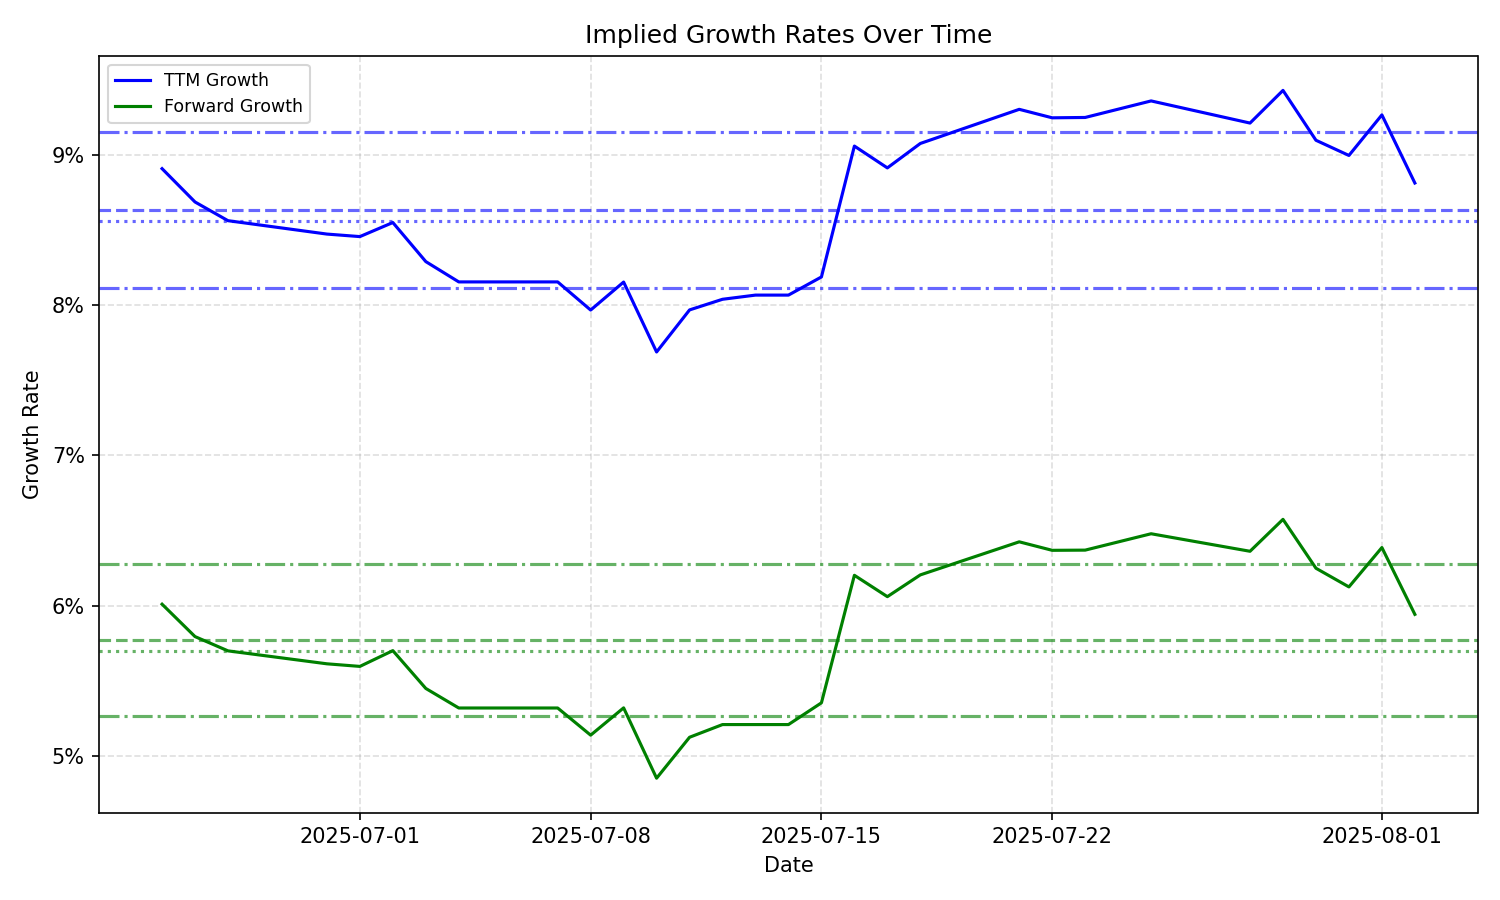 Implied Growth Rates Over Time
TTM Growth
Forward Growth
9%
8%
7%
6%
5%
Growth Rate
2025-07-01
2025-07-08
2025-07-15
2025-07-22
2025-08-01
Date